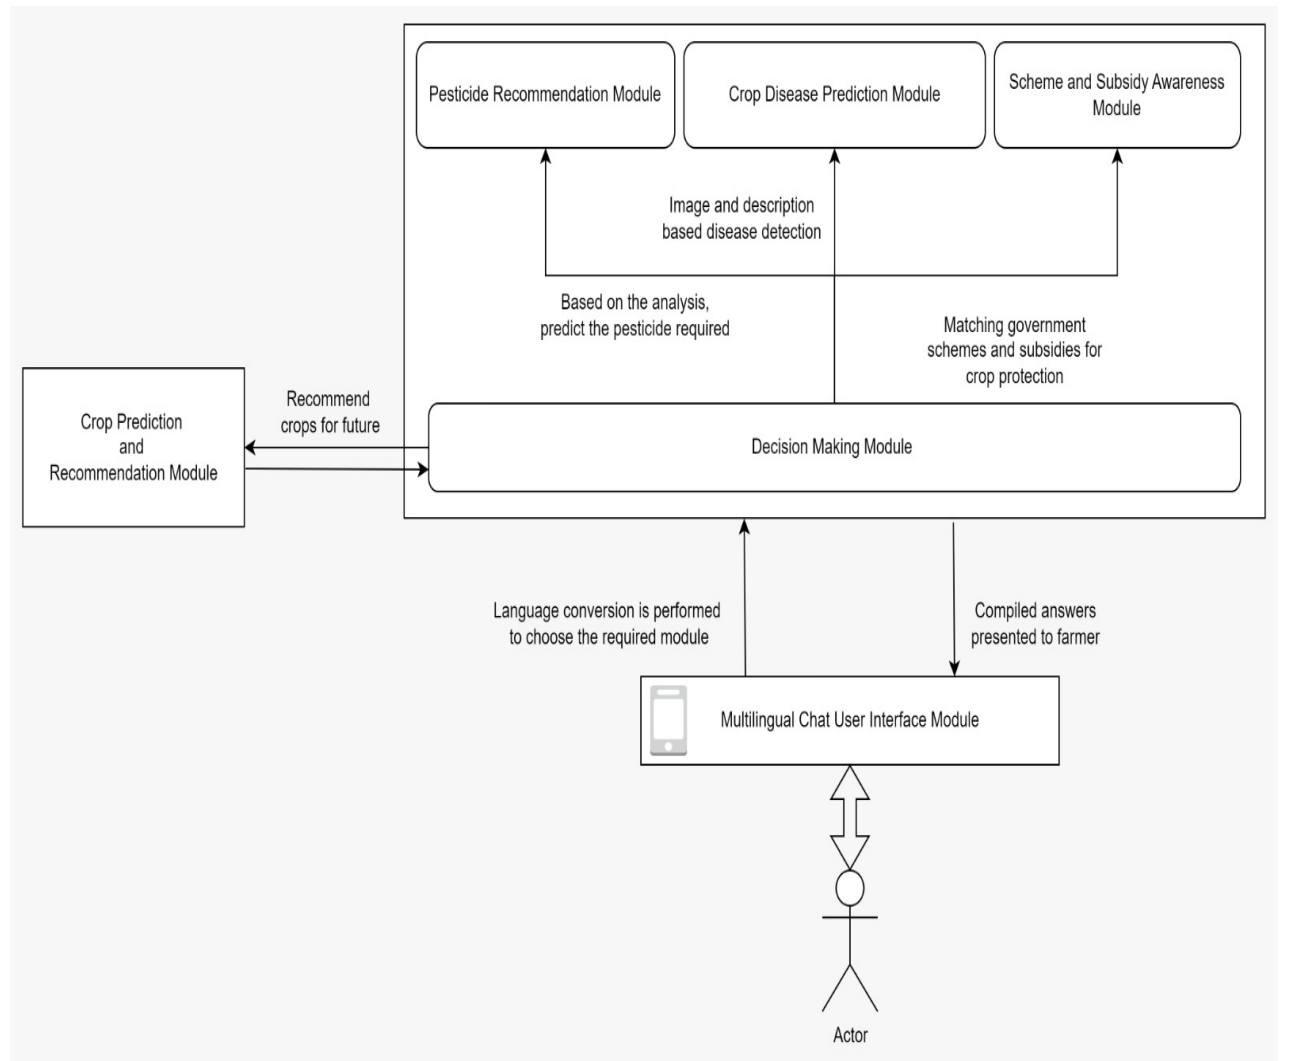 Pesticide Recommendation Module
Crop Disease Prediction Module
Scheme and Subsidy Awareness
Module
Image and description
based disease detection
Based on the analysis,
predict the pesticide required
Matching government
schemes and subsidies for
crop protection
Crop Prediction
and
Recommendation Module
Recommend
crops for future
Decision Making Module
Language conversion is performed
to choose the required module
Compiled answers
presented to farmer
Multilingual Chat User Interface Module
Actor